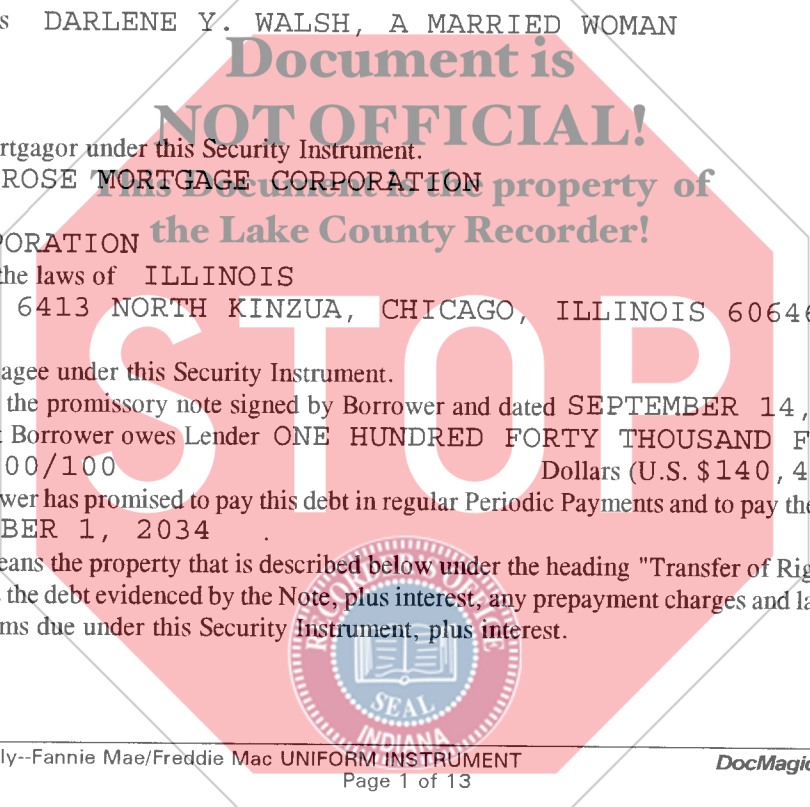 s DARLENE Y. WALSH, A MARRIED WOMAN
Document is
NOT OFFICIAL!
rtgagor under this Security Instrument.
ROSE MORTGAGE CORPORATION
This Document is the property of
the Lake County Recorder!
PORATION
the laws of ILLINOIS
6413 NORTH KINZUA, CHICAGO, ILLINOIS 60646
STOP
agee under this Security Instrument.
the promissory note signed by Borrower and dated SEPTEMBER 14,
t Borrower owes Lender ONE HUNDRED FORTY THOUSAND F
00/100 Dollars (U.S. $140,4
wer has promised to pay this debt in regular Periodic Payments and to pay the
BER 1, 2034 .
eans the property that is described below under the heading "Transfer of Rig
s the debt evidenced by the Note, plus interest, any prepayment charges and la
ms due under this Security Instrument, plus interest.
RECORDER'S OFFICE
SEAL
INDIANA
ly--Fannie Mae/Freddie Mac UNIFORM INSTRUMENT
DocMagic
Page 1 of 13